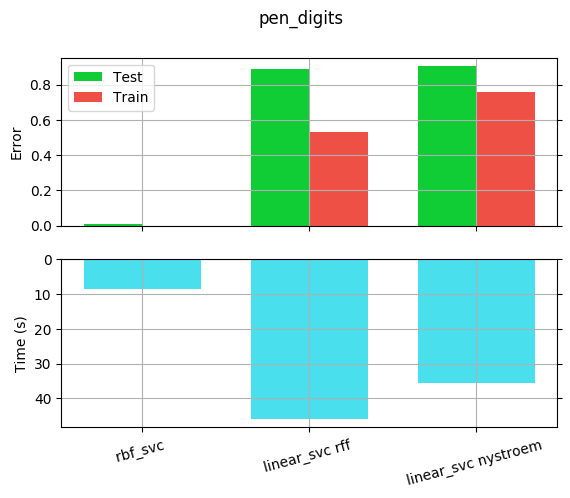 pen_digits
Test
Train
Error
0.8
0.6
0.4
0.2
0.0
Time (s)
0
10
20
30
40
rbf_svc
linear_svc rff
linear_svc nystroem